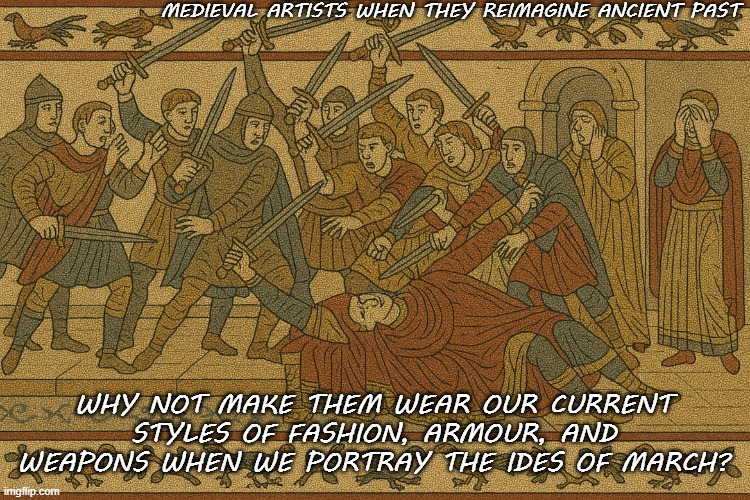 MEDIEVAL ARTISTS WHEN THEY REIMAGINE ANCIENT PAST
WHY NOT MAKE THEM WEAR OUR CURRENT
STYLES OF FASHION, ARMOUR, AND
WEAPONS WHEN WE PORTRAY THE IDES OF MARCH?
imgflip.com